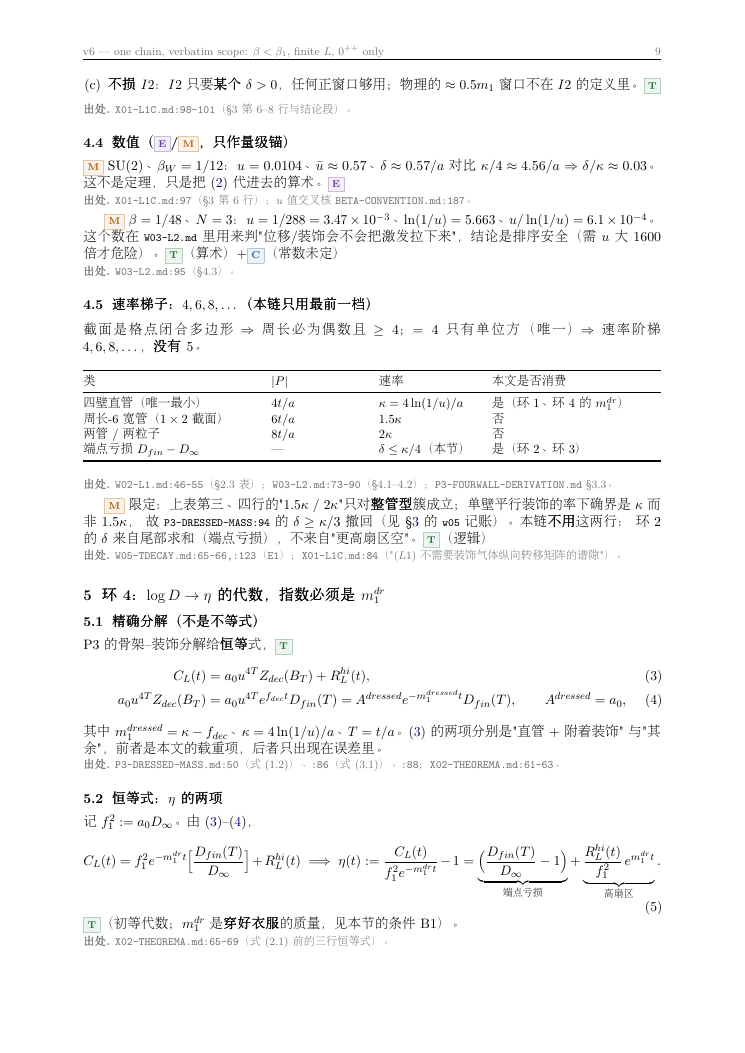 v6 — one chain, verbatim scope: β < β₁, finite L, 0⁺⁺ only 9
(c) 不损 I2：I2 只要某个 δ > 0，任何正窗口够用；物理的 ≈ 0.5m₁ 窗口不在 I2 的定义里。 T
出处. X01-L1C.md:98-101（§3 第 6–8 行与结论段）。
4.4 数值（E/M，只作量级锚）
M SU(2)、β_W = 1/12：u = 0.0104、ū ≈ 0.57、δ ≈ 0.57/a 对比 κ/4 ≈ 4.56/a ⇒ δ/κ ≈ 0.03。
这不是定理，只是把 (2) 代进去的算术。 E
出处. X01-L1C.md:97（§3 第 6 行）；u 值交叉核 BETA-CONVENTION.md:187。
M β = 1/48、N = 3：u = 1/288 = 3.47 × 10⁻³、ln(1/u) = 5.663、u/ ln(1/u) = 6.1 × 10⁻⁴。
这个数在 W03-L2.md 里用来判"位移/装饰会不会把激发拉下来"，结论是排序安全（需 u 大 1600
倍才危险）。 T（算术）+ C（常数未定）
出处. W03-L2.md:95（§4.3）。
4.5 速率梯子：4, 6, 8, . . .（本链只用最前一档）
截面是格点闭合多边形 ⇒ 周长必为偶数且 ≥ 4；= 4 只有单位方（唯一）⇒ 速率阶梯
4, 6, 8, . . .，没有 5。
类 |P| 速率 本文是否消费
四壁直管（唯一最小） 4t/a κ = 4 ln(1/u)/a 是（环 1、环 4 的 m₁^{dr}）
周长-6 宽管（1 × 2 截面） 6t/a 1.5κ 否
两管 / 两粒子 8t/a 2κ 否
端点亏损 D_{fin} − D_∞ — δ ≤ κ/4（本节） 是（环 2、环 3）
出处. W02-L1.md:46-55（§2.3 表）；W03-L2.md:73-90（§4.1–4.2）；P3-FOURWALL-DERIVATION.md §3.3。
M 限定：上表第三、四行的"1.5κ / 2κ"只对整管型簇成立；单壁平行装饰的率下确界是 κ 而
非 1.5κ，故 P3-DRESSED-MASS:94 的 δ ≥ κ/3 撤回（见 §3 的 w05 记账）。本链不用这两行；环 2
的 δ 来自尾部求和（端点亏损），不来自"更高扇区空"。 T（逻辑）
出处. W05-TDECAY.md:65-66,:123（E1）；X01-L1C.md:84（"(L1) 不需要装饰气体纵向转移矩阵的谱隙"）。
5 环 4：log D → η 的代数，指数必须是 m₁^{dr}
5.1 精确分解（不是不等式）
P3 的骨架–装饰分解给恒等式， T
C_L(t) = a₀u^{4T}Z_{dec}(B_T) + R_L^{hi}(t), (3)
a₀u^{4T}Z_{dec}(B_T) = a₀u^{4T}e^{f_{dec}t}D_{fin}(T) = A^{dressed}e^{−m₁^{dressed}t}D_{fin}(T), A^{dressed} = a₀, (4)
其中 m₁^{dressed} = κ − f_{dec}、κ = 4 ln(1/u)/a、T = t/a。(3) 的两项分别是"直管 + 附着装饰" 与"其
余"，前者是本文的载重项，后者只出现在误差里。
出处. P3-DRESSED-MASS.md:50（式 (1.2)）、:86（式 (3.1)）、:88；X02-THEOREMA.md:61-63。
5.2 恒等式：η 的两项
记 f₁² := a₀D_∞。由 (3)–(4)，
C_L(t) = f₁²e^{−m₁^{dr}t}[D_{fin}(T)/D_∞] + R_L^{hi}(t) ⟹ η(t) := C_L(t)/(f₁²e^{−m₁^{dr}t}) − 1 = (D_{fin}(T)/D_∞ − 1) + R_L^{hi}(t)/f₁² e^{m₁^{dr}t}.
端点亏损 高扇区
(5)
T（初等代数；m₁^{dr} 是穿好衣服的质量，见本节的条件 B1）。
出处. X02-THEOREMA.md:65-69（式 (2.1) 前的三行恒等式）。